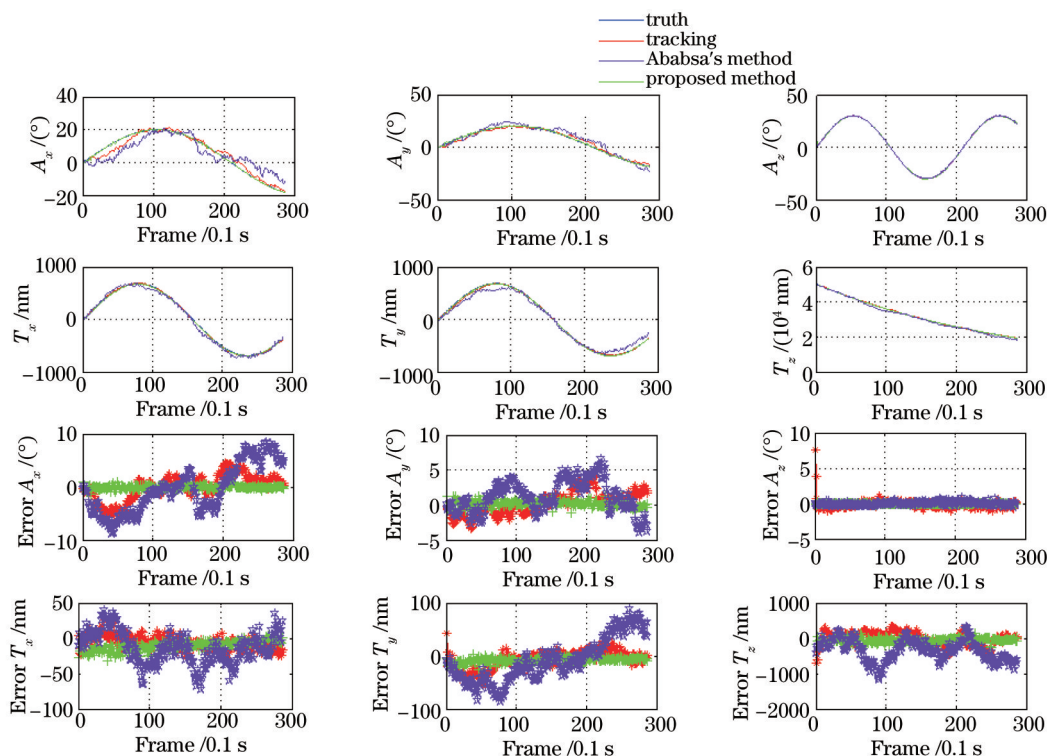 truth
tracking
Ababsa's method
proposed method
40
20
0
−20
A_x /(°)
0 100 200 300
Frame /0.1 s
50
0
−50
A_y /(°)
0 100 200 300
Frame /0.1 s
50
0
−50
A_z /(°)
0 100 200 300
Frame /0.1 s
1000
0
−1000
T_x /nm
0 100 200 300
Frame /0.1 s
1000
0
−1000
T_y /nm
0 100 200 300
Frame /0.1 s
6
4
2
0
T_z /(10⁴ nm)
0 100 200 300
Frame /0.1 s
10
0
−10
Error A_x /(°)
0 100 200 300
Frame /0.1 s
10
5
0
−5
Error A_y /(°)
0 100 200 300
Frame /0.1 s
10
5
0
−5
Error A_z /(°)
0 100 200 300
Frame /0.1 s
50
0
−50
−100
Error T_x /nm
0 100 200 300
Frame /0.1 s
100
0
−100
Error T_y /nm
0 100 200 300
Frame /0.1 s
1000
0
−1000
−2000
Error T_z /nm
0 100 200 300
Frame /0.1 s